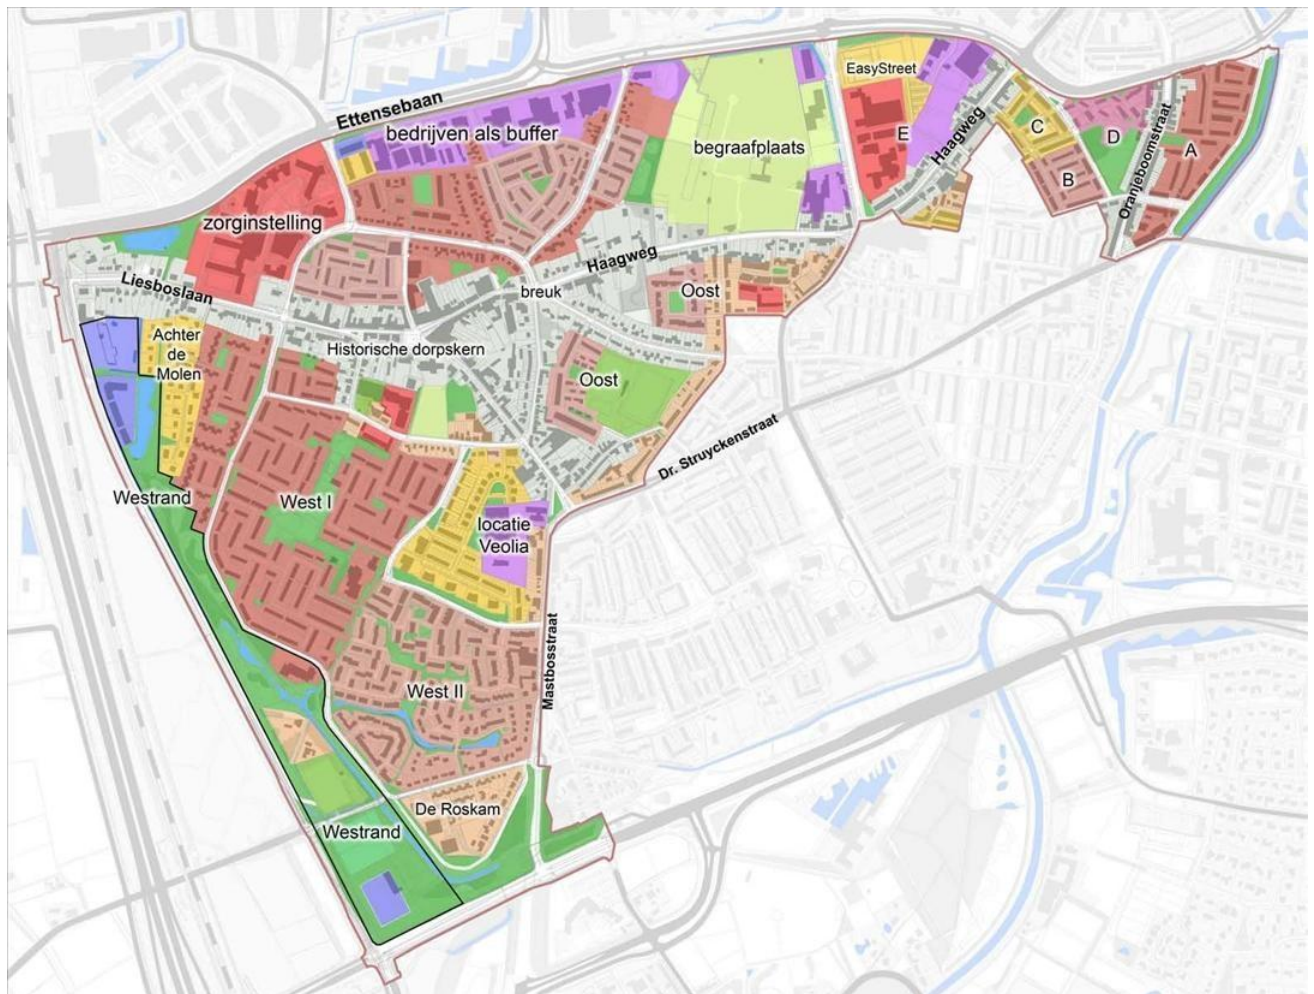 EasyStreet
Ettensebaan
bedrijven als buffer
begraafplaats
E
Haagweg
C
D
A
B
Oranjeboomstraat
zorginstelling
Liesboslaan
Haagweg
breuk
Oost
Achter
de
Molen
Historische dorpskern
Oost
Dr. Struyckenstraat
Westrand
West I
locatie
Veolia
Mastbosstraat
West II
De Roskam
Westrand